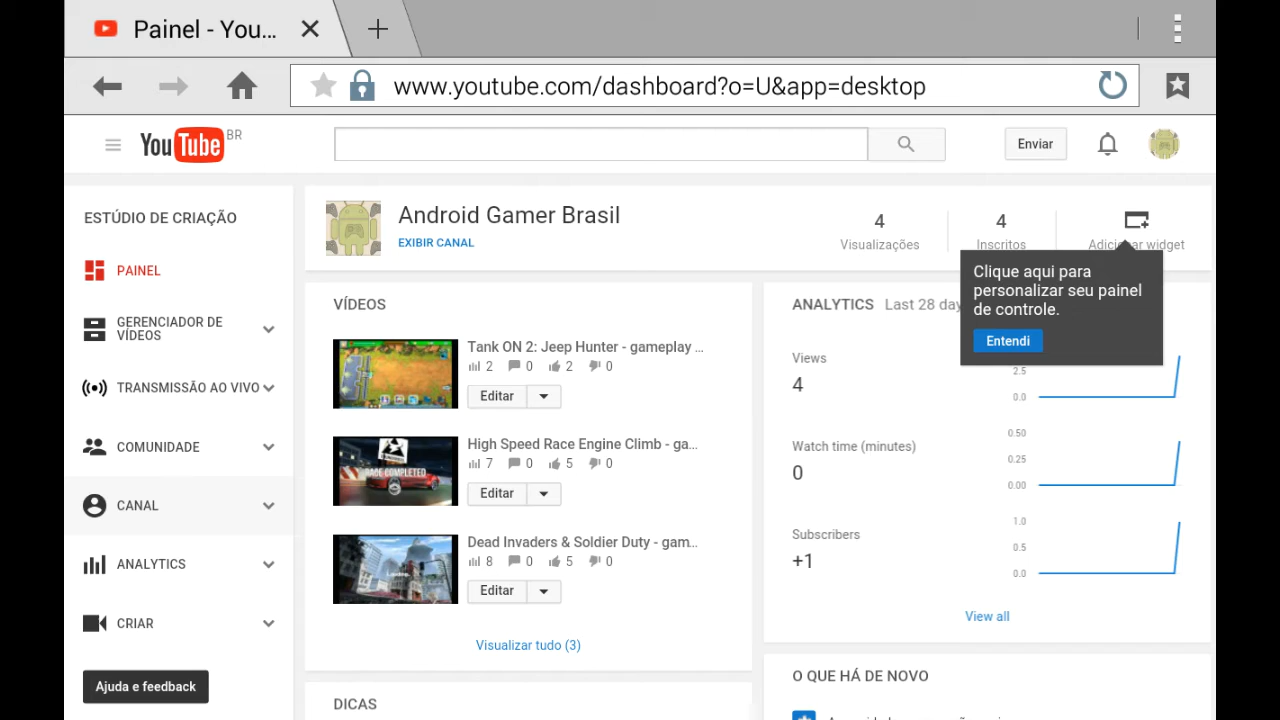 Painel - You...
www.youtube.com/dashboard?o=U&app=desktop
YouTube BR
Enviar
ESTÚDIO DE CRIAÇÃO
PAINEL
GERENCIADOR DE
VÍDEOS
TRANSMISSÃO AO VIVO
COMUNIDADE
CANAL
ANALYTICS
CRIAR
Ajuda e feedback
Android Gamer Brasil
EXIBIR CANAL
4
Visualizações
4
Inscritos
Adicionar widget
Clique aqui para
personalizar seu painel
de controle.
Entendi
VÍDEOS
Tank ON 2: Jeep Hunter - gameplay ...
2 0 2 0
Editar
RACE COMPLETED
High Speed Race Engine Climb - ga...
7 0 5 0
Editar
Loading...
Dead Invaders & Soldier Duty - gam...
8 0 5 0
Editar
Visualizar tudo (3)
DICAS
ANALYTICS Last 28 day
Views
4
2.5
0.0
Watch time (minutes)
0
0.50
0.25
0.00
Subscribers
+1
1.0
0.5
0.0
View all
O QUE HÁ DE NOVO